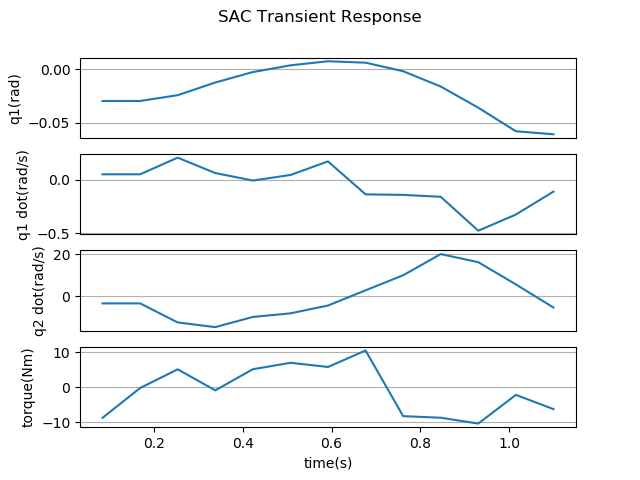 SAC Transient Response
q1(rad)
0.00
−0.05
q1 dot(rad/s)
0.0
−0.5
q2 dot(rad/s)
20
0
torque(Nm)
10
0
−10
0.2 0.4 0.6 0.8 1.0
time(s)